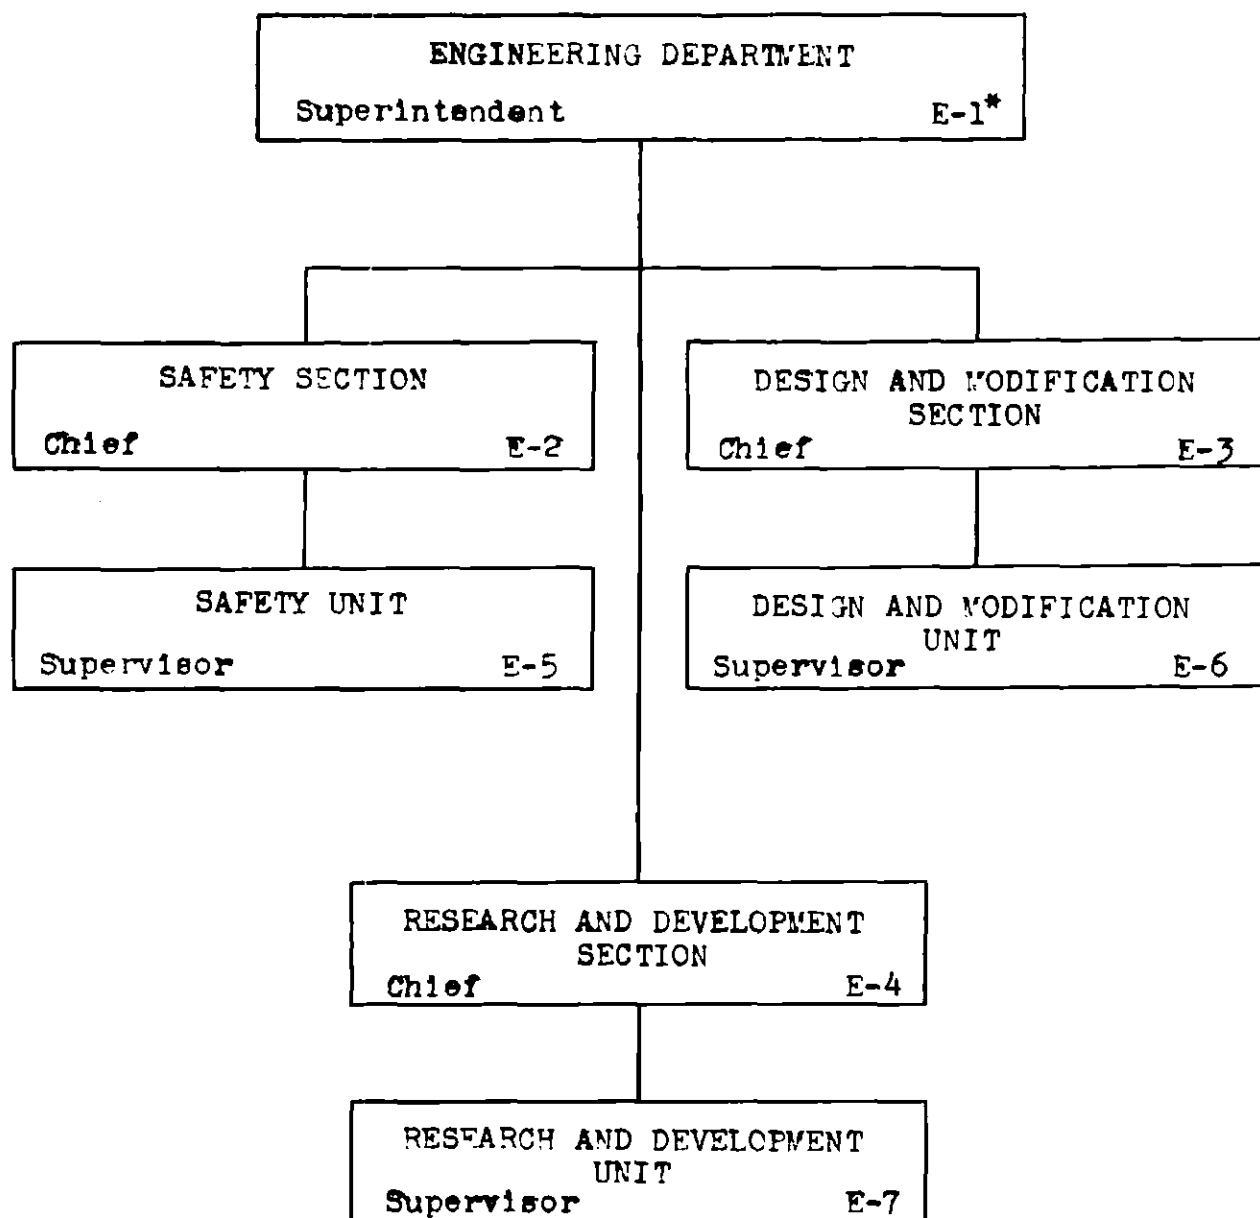 ENGINEERING DEPARTMENT
Superintendent E-1*
SAFETY SECTION
Chief E-2
DESIGN AND MODIFICATION
SECTION
Chief E-3
SAFETY UNIT
Supervisor E-5
DESIGN AND MODIFICATION
UNIT
Supervisor E-6
RESEARCH AND DEVELOPMENT
SECTION
Chief E-4
RESEARCH AND DEVELOPMENT
UNIT
Supervisor E-7